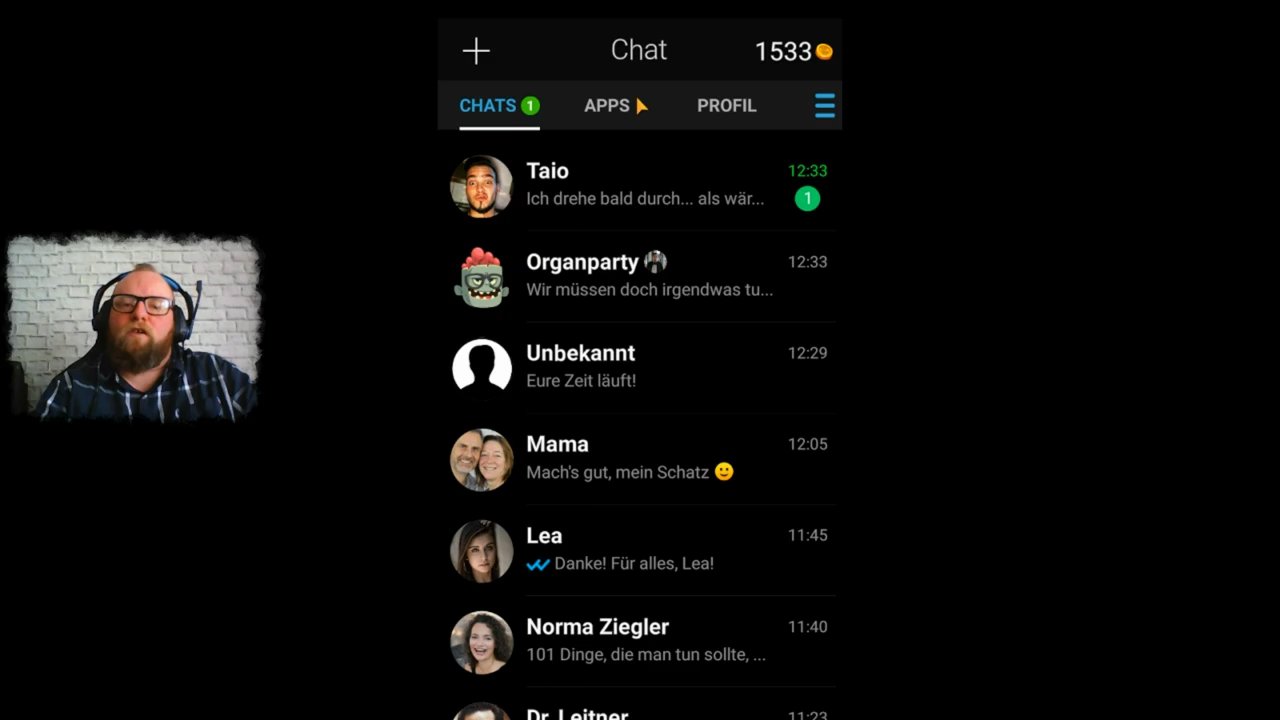 Chat
1533
CHATS 1
APPS
PROFIL
Taio
12:33
Ich drehe bald durch... als wär...
1
Organparty
12:33
Wir müssen doch irgendwas tu...
Unbekannt
12:29
Eure Zeit läuft!
Mama
12:05
Mach's gut, mein Schatz 🙂
Lea
11:45
Danke! Für alles, Lea!
Norma Ziegler
11:40
101 Dinge, die man tun sollte, ...
Dr. Leitner
11:23